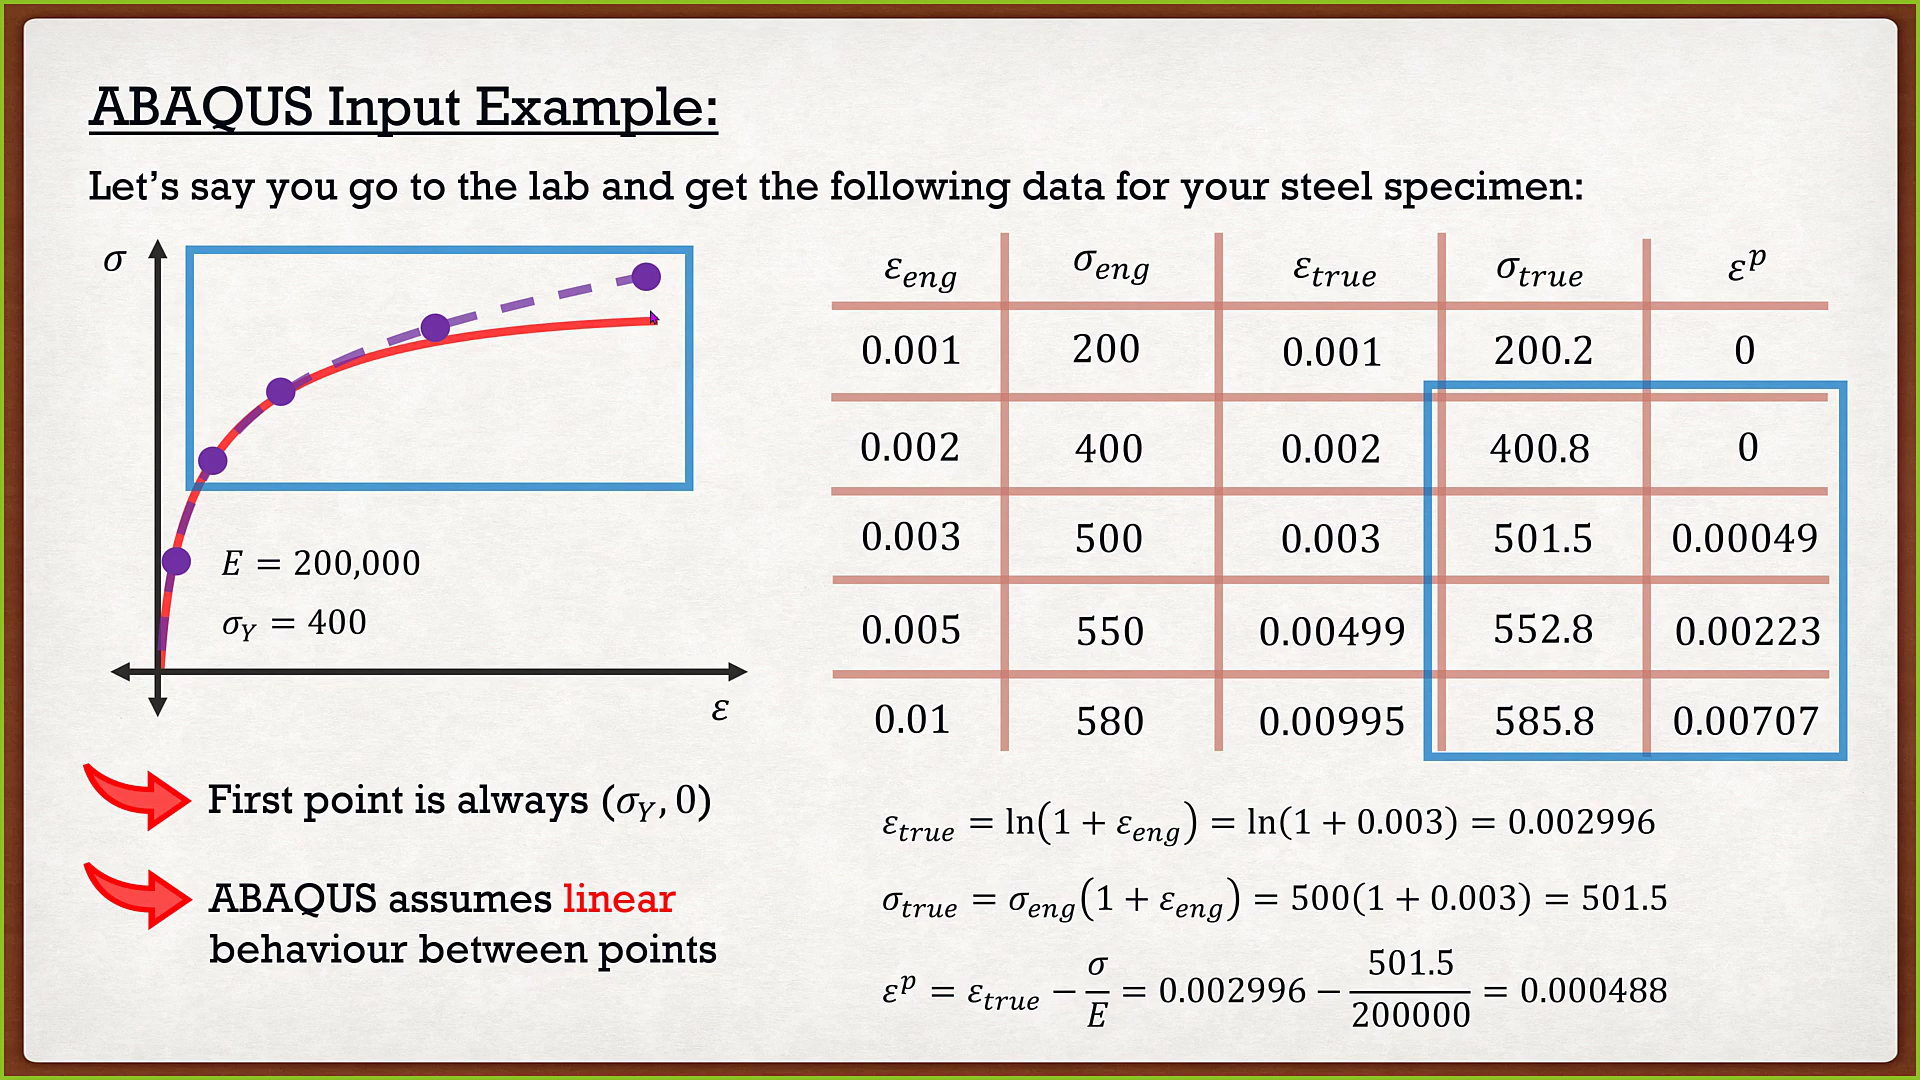 ABAQUS Input Example:
Let's say you go to the lab and get the following data for your steel specimen:
σ
E = 200,000
σ_Y = 400
ε
First point is always (σ_Y, 0)
ABAQUS assumes linear
behaviour between points
ε_eng σ_eng ε_true σ_true ε^p
0.001 200 0.001 200.2 0
0.002 400 0.002 400.8 0
0.003 500 0.003 501.5 0.00049
0.005 550 0.00499 552.8 0.00223
0.01 580 0.00995 585.8 0.00707
ε_true = ln(1 + ε_eng) = ln(1 + 0.003) = 0.002996
σ_true = σ_eng(1 + ε_eng) = 500(1 + 0.003) = 501.5
ε^p = ε_true − σ/E = 0.002996 − 501.5/200000 = 0.000488